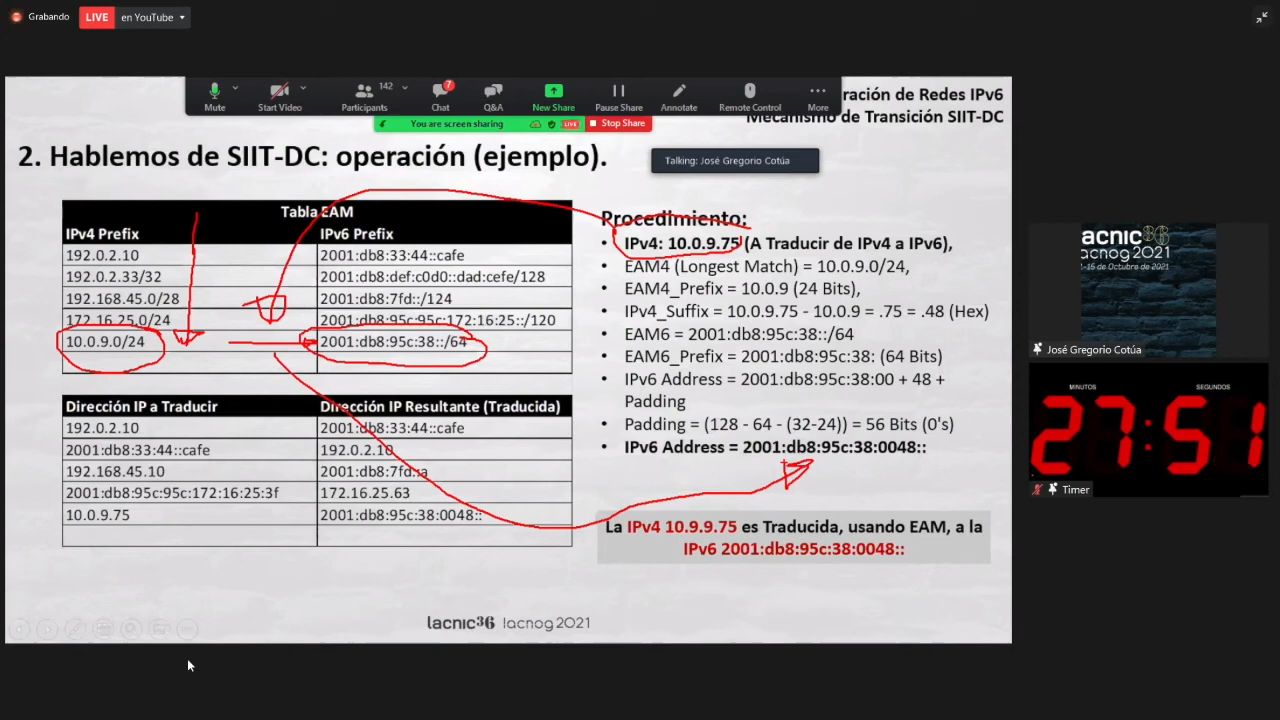 Grabando
LIVE
en YouTube
Mute
Start Video
Participants
142
Chat
7
Q&A
New Share
Pause Share
Annotate
Remote Control
More
You are screen sharing
LIVE
Stop Share
ración de Redes IPv6
Mecanismo de Transición SIIT-DC
2. Hablemos de SIIT-DC: operación (ejemplo).
Talking: José Gregorio Cotúa
Tabla EAM
IPv4 Prefix IPv6 Prefix
192.0.2.10 2001:db8:33:44::cafe
192.0.2.33/32 2001:db8:def:c0d0::dad:cefe/128
192.168.45.0/28 2001:db8:7fd::/124
172.16.25.0/24 2001:db8:95c:95c:172:16:25::/120
10.0.9.0/24 2001:db8:95c:38::/64
Dirección IP a Traducir Dirección IP Resultante (Traducida)
192.0.2.10 2001:db8:33:44::cafe
2001:db8:33:44::cafe 192.0.2.10
192.168.45.10 2001:db8:7fd::a
2001:db8:95c:95c:172:16:25:3f 172.16.25.63
10.0.9.75 2001:db8:95c:38:0048::
Procedimiento:
• IPv4: 10.0.9.75 (A Traducir de IPv4 a IPv6),
• EAM4 (Longest Match) = 10.0.9.0/24,
• EAM4_Prefix = 10.0.9 (24 Bits),
• IPv4_Suffix = 10.0.9.75 - 10.0.9 = .75 = .48 (Hex)
• EAM6 = 2001:db8:95c:38::/64
• EAM6_Prefix = 2001:db8:95c:38: (64 Bits)
• IPv6 Address = 2001:db8:95c:38:00 + 48 +
Padding
• Padding = (128 - 64 - (32-24)) = 56 Bits (0's)
• IPv6 Address = 2001:db8:95c:38:0048::
La IPv4 10.9.9.75 es Traducida, usando EAM, a la
IPv6 2001:db8:95c:38:0048::
lacnic36 lacnog2021
lacnic36
lacnog2021
1-15 de Octubre de 2021
José Gregorio Cotúa
MINUTOS SEGUNDOS
27:51
Timer